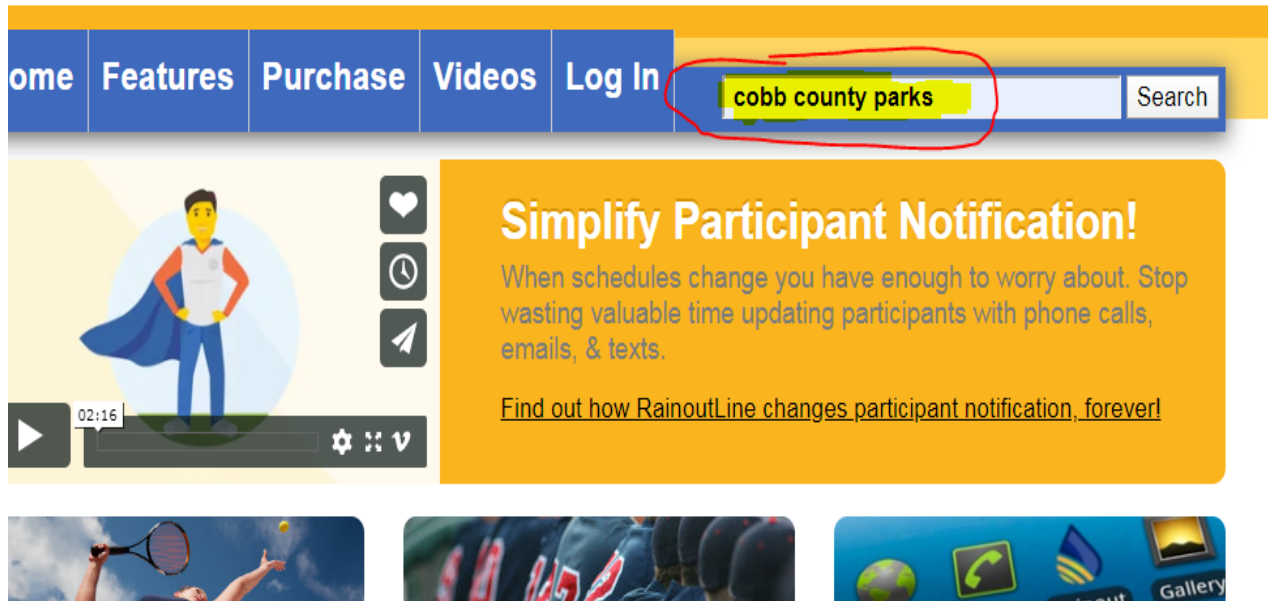 ome Features Purchase Videos Log In
cobb county parks Search
Simplify Participant Notification!
When schedules change you have enough to worry about. Stop
wasting valuable time updating participants with phone calls,
emails, & texts.
02:16
Find out how RainoutLine changes participant notification, forever!
42
out
Gallery